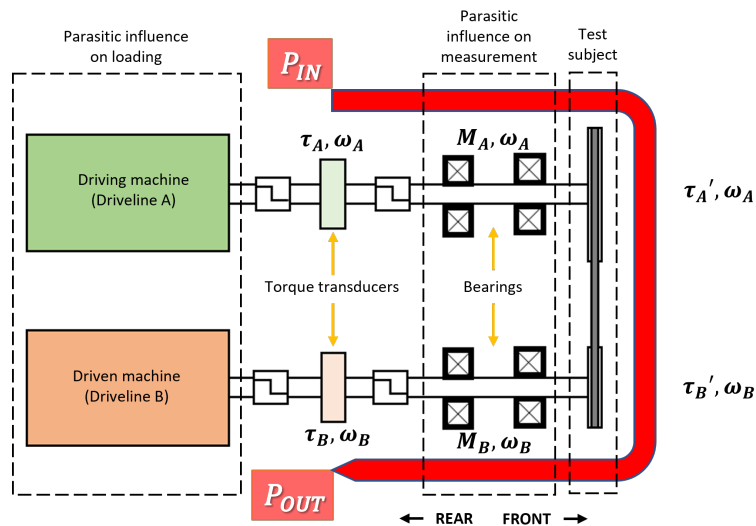 Parasitic influence
on loading
P_IN
Parasitic
influence on
measurement
Test
subject
τ_A, ω_A
M_A, ω_A
Driving machine
(Driveline A)
τ_A′, ω_A
Torque transducers
Bearings
Driven machine
(Driveline B)
τ_B′, ω_B
τ_B, ω_B
M_B, ω_B
P_OUT
REAR
FRONT